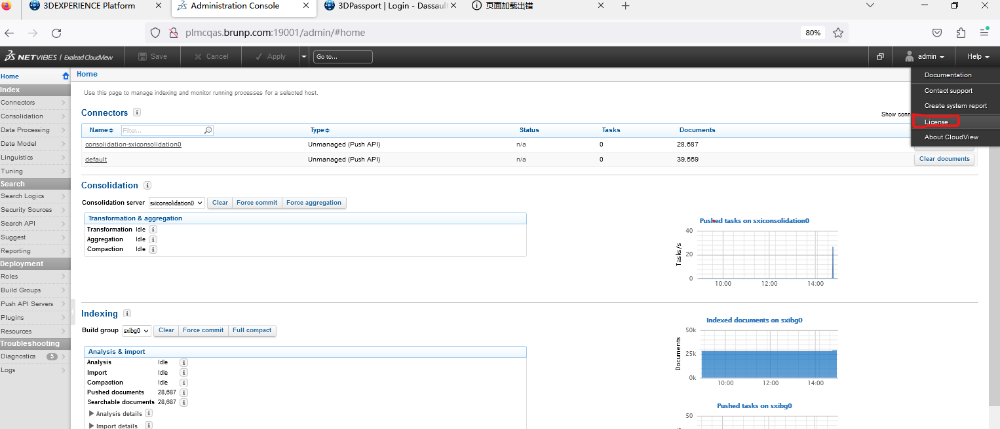 3DEXPERIENCE Platform
Administration Console
3DPassport | Login - Dassault
页面加载出错
plmcqas.brunp.com:19001/admin/#home
80%
NETVIBES | Exalead CloudView
Save
Cancel
Apply
Go to...
admin
Help
Home
Index
Connectors
Consolidation
Data Processing
Data Model
Linguistics
Tuning
Search
Search Logics
Security Sources
Search API
Suggest
Reporting
Deployment
Roles
Build Groups
Push API Servers
Plugins
Resources
Troubleshooting
Diagnostics 5
Logs
Documentation
Contact support
Create system report
License
About CloudView
Home
Use this page to manage indexing and monitor running processes for a selected host.
Connectors
Show conn
Name Filter... Type Status Tasks Documents
consolidation-sxiconsolidation0 Unmanaged (Push API) n/a 0 28,687
default Unmanaged (Push API) n/a 0 39,559 Clear documents
Consolidation
Consolidation server sxiconsolidation0 Clear Force commit Force aggregation
Transformation & aggregation
Transformation Idle
Aggregation Idle
Compaction Idle
Pushed tasks on sxiconsolidation0
Tasks/s
40
20
0
10:00 12:00 14:00
Indexing
Build group sxibg0 Clear Force commit Full compact
Analysis & import
Analysis Idle
Import Idle
Compaction Idle
Pushed documents 28,687
Searchable documents 28,687
Analysis details
Import details
Indexed documents on sxibg0
Documents
50k
25k
0k
10:00 12:00 14:00
Pushed tasks on sxibg0
50